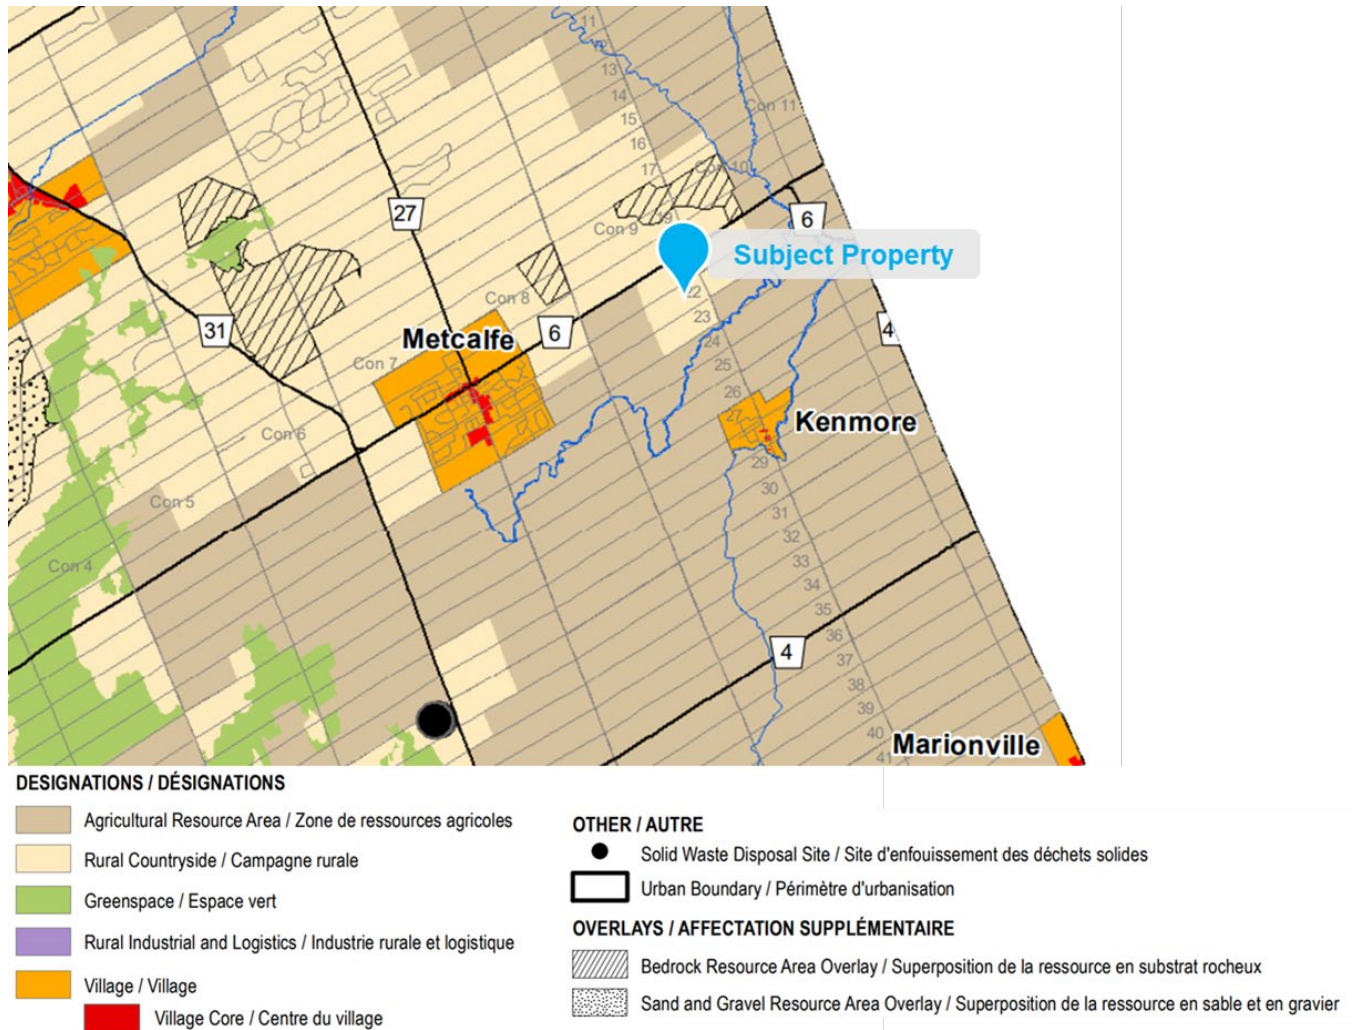 11
12
13
14
15
16
17
Con 11
Con 10
19
27
Con 9
6
Subject Property
22
Con 8
23
31
Metcalfe
6
4
24
Con 7
25
26
27
Kenmore
Con 6
29
30
Con 5
31
32
Con 4
33
34
35
36
4
37
38
39
40
Marionville
41
DESIGNATIONS / DÉSIGNATIONS
Agricultural Resource Area / Zone de ressources agricoles
Rural Countryside / Campagne rurale
Greenspace / Espace vert
Rural Industrial and Logistics / Industrie rurale et logistique
Village / Village
Village Core / Centre du village
OTHER / AUTRE
Solid Waste Disposal Site / Site d'enfouissement des déchets solides
Urban Boundary / Périmètre d'urbanisation
OVERLAYS / AFFECTATION SUPPLÉMENTAIRE
Bedrock Resource Area Overlay / Superposition de la ressource en substrat rocheux
Sand and Gravel Resource Area Overlay / Superposition de la ressource en sable et en gravier